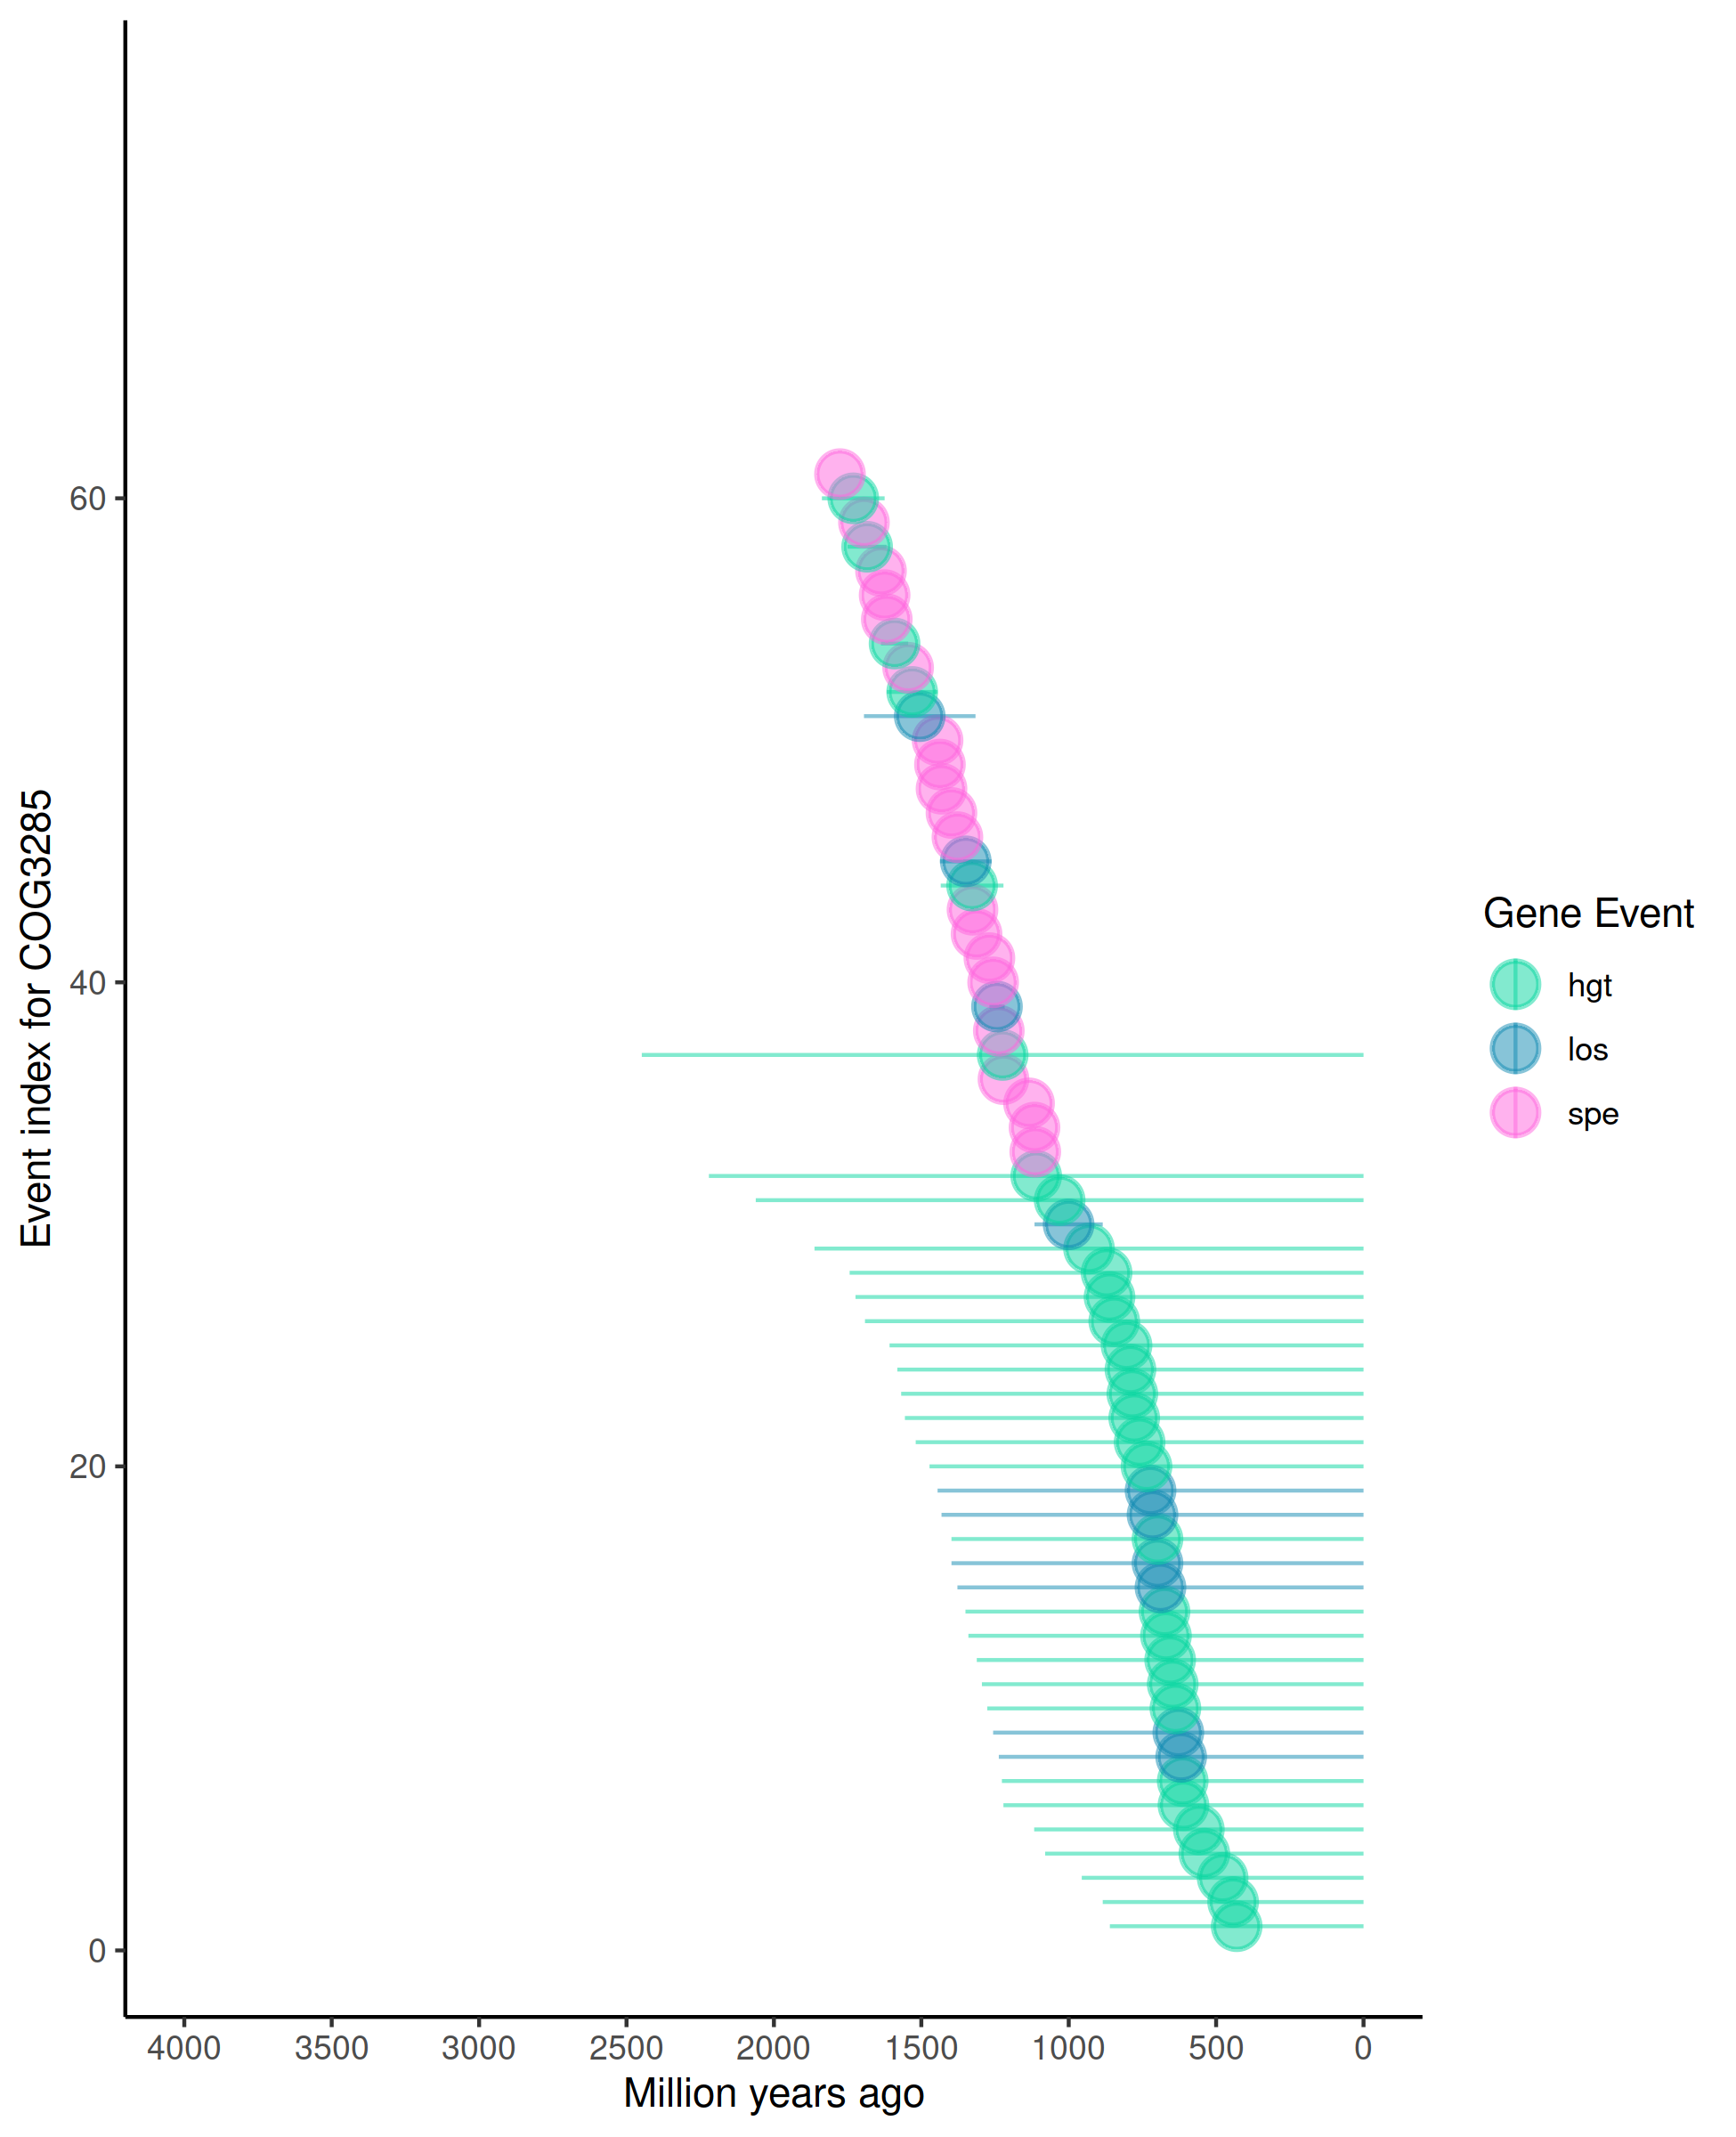 Event index for COG3285
60
40
20
0
4000 3500 3000 2500 2000 1500 1000 500 0
Million years ago
Gene Event
hgt
los
spe